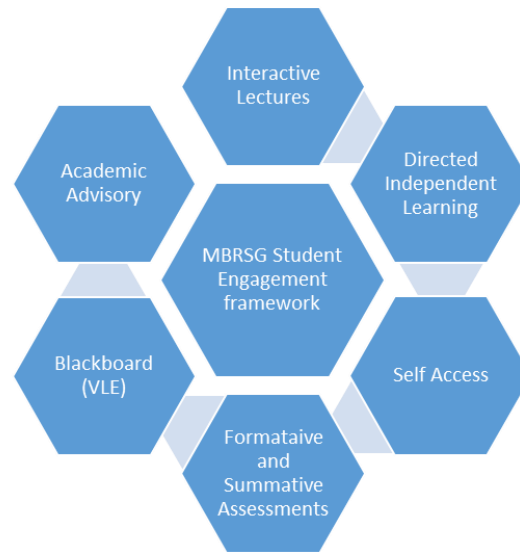 Interactive
Lectures
Directed
Independent
Learning
Self Access
Formataive
and
Summative
Assessments
Blackboard
(VLE)
Academic
Advisory
MBRSG Student
Engagement
framework